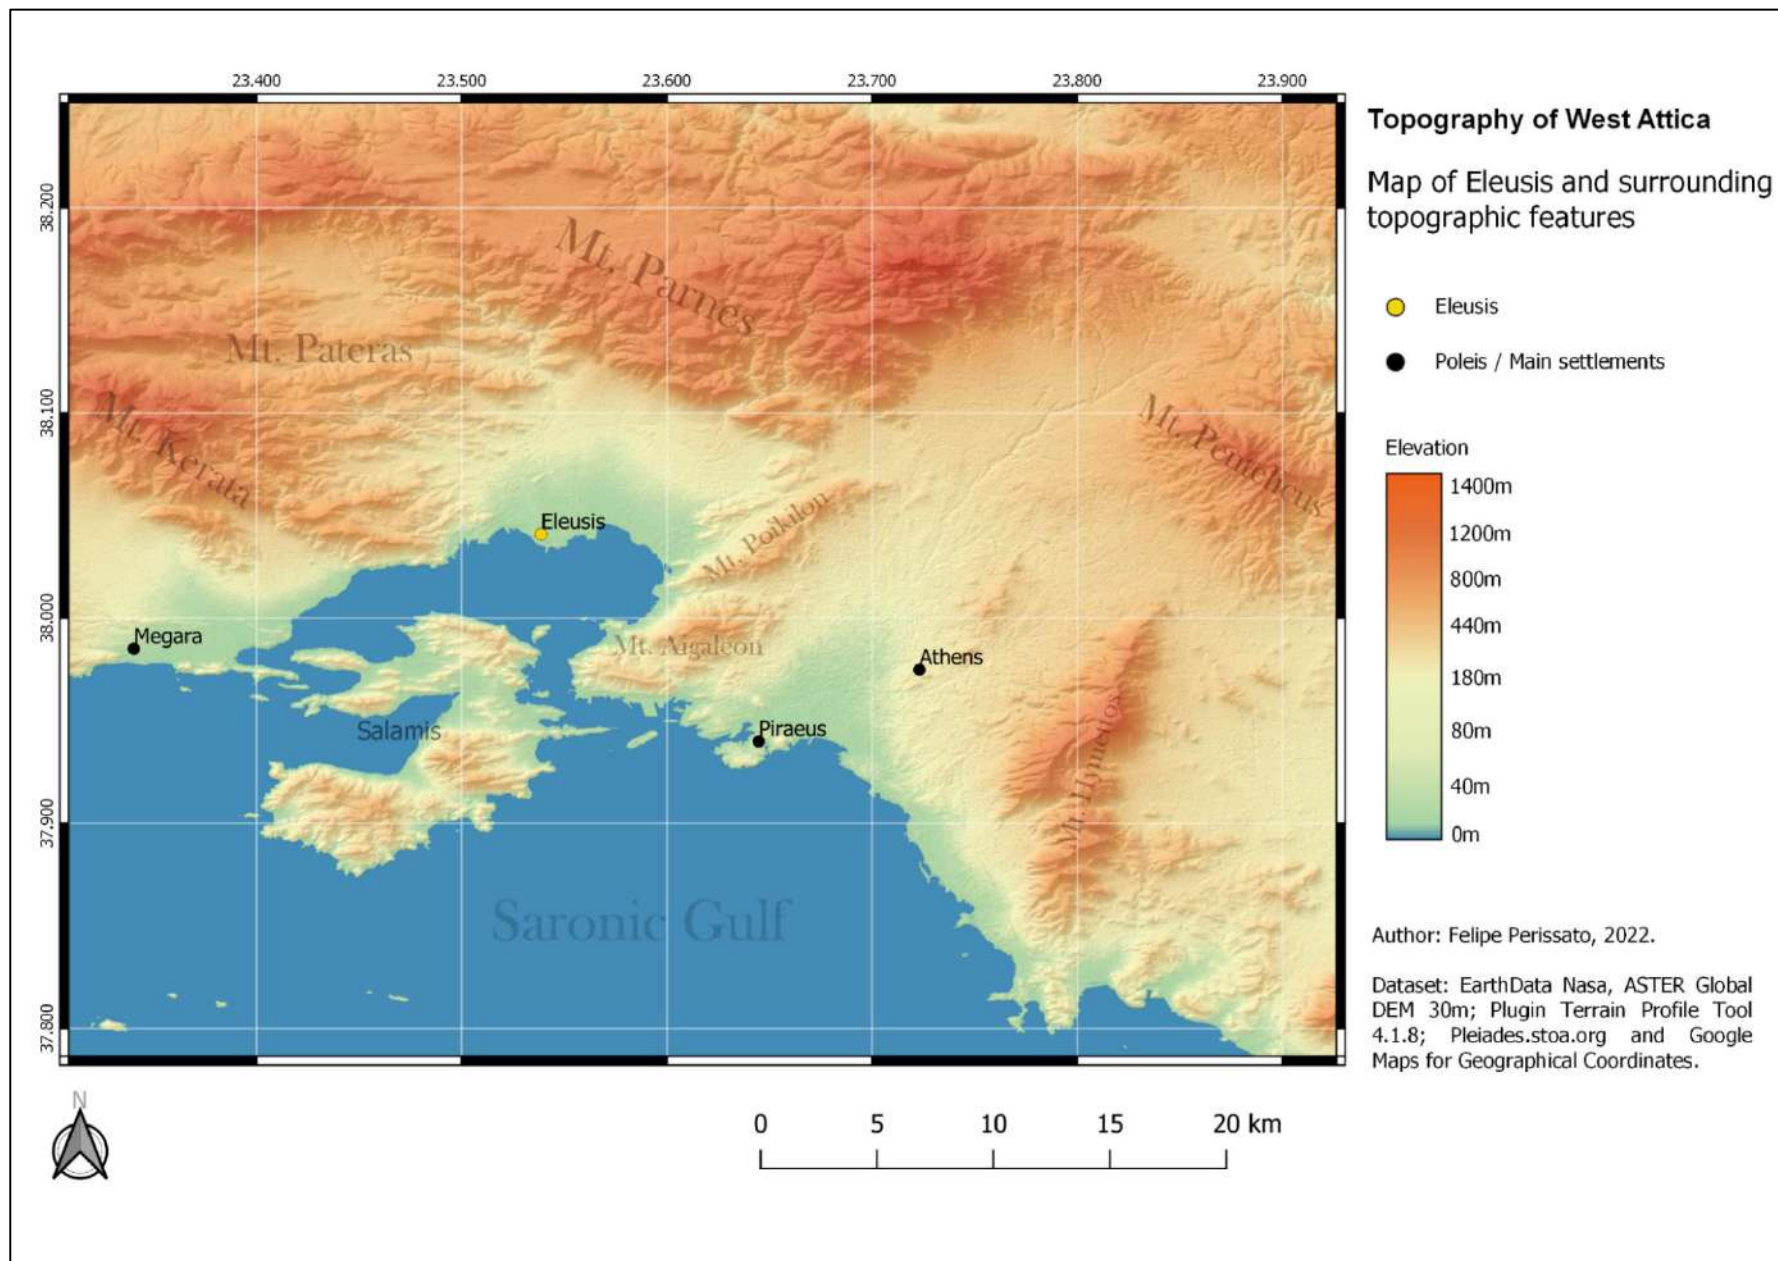 23.400 23.500 23.600 23.700 23.800 23.900
38.200
38.100
38.000
37.900
37.800
Mt. Parnes
Mt. Pateras
Mt. Kerata
Mt. Pentelicus
Eleusis
Mt. Poikilon
Megara
Mt. Aigaleon
Athens
Salamis
Piraeus
Mt. Hymettos
Saronic Gulf
N
0 5 10 15 20 km
Topography of West Attica
Map of Eleusis and surrounding
topographic features
Eleusis
Poleis / Main settlements
Elevation
1400m
1200m
800m
440m
180m
80m
40m
0m
Author: Felipe Perissato, 2022.
Dataset: EarthData Nasa, ASTER Global
DEM 30m; Plugin Terrain Profile Tool
4.1.8; Pleiades.stoa.org and Google
Maps for Geographical Coordinates.